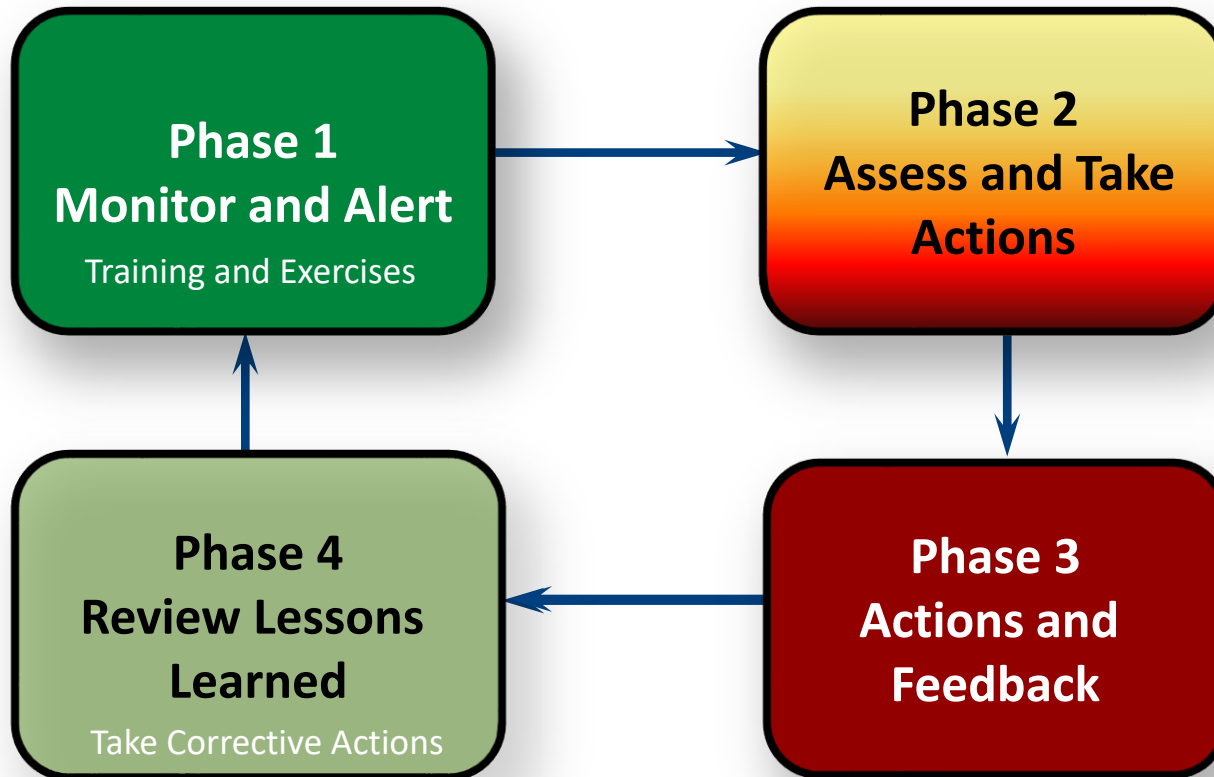 Phase 1
Monitor and Alert
Training and Exercises
Phase 2
Assess and Take
Actions
Phase 3
Actions and
Feedback
Phase 4
Review Lessons
Learned
Take Corrective Actions